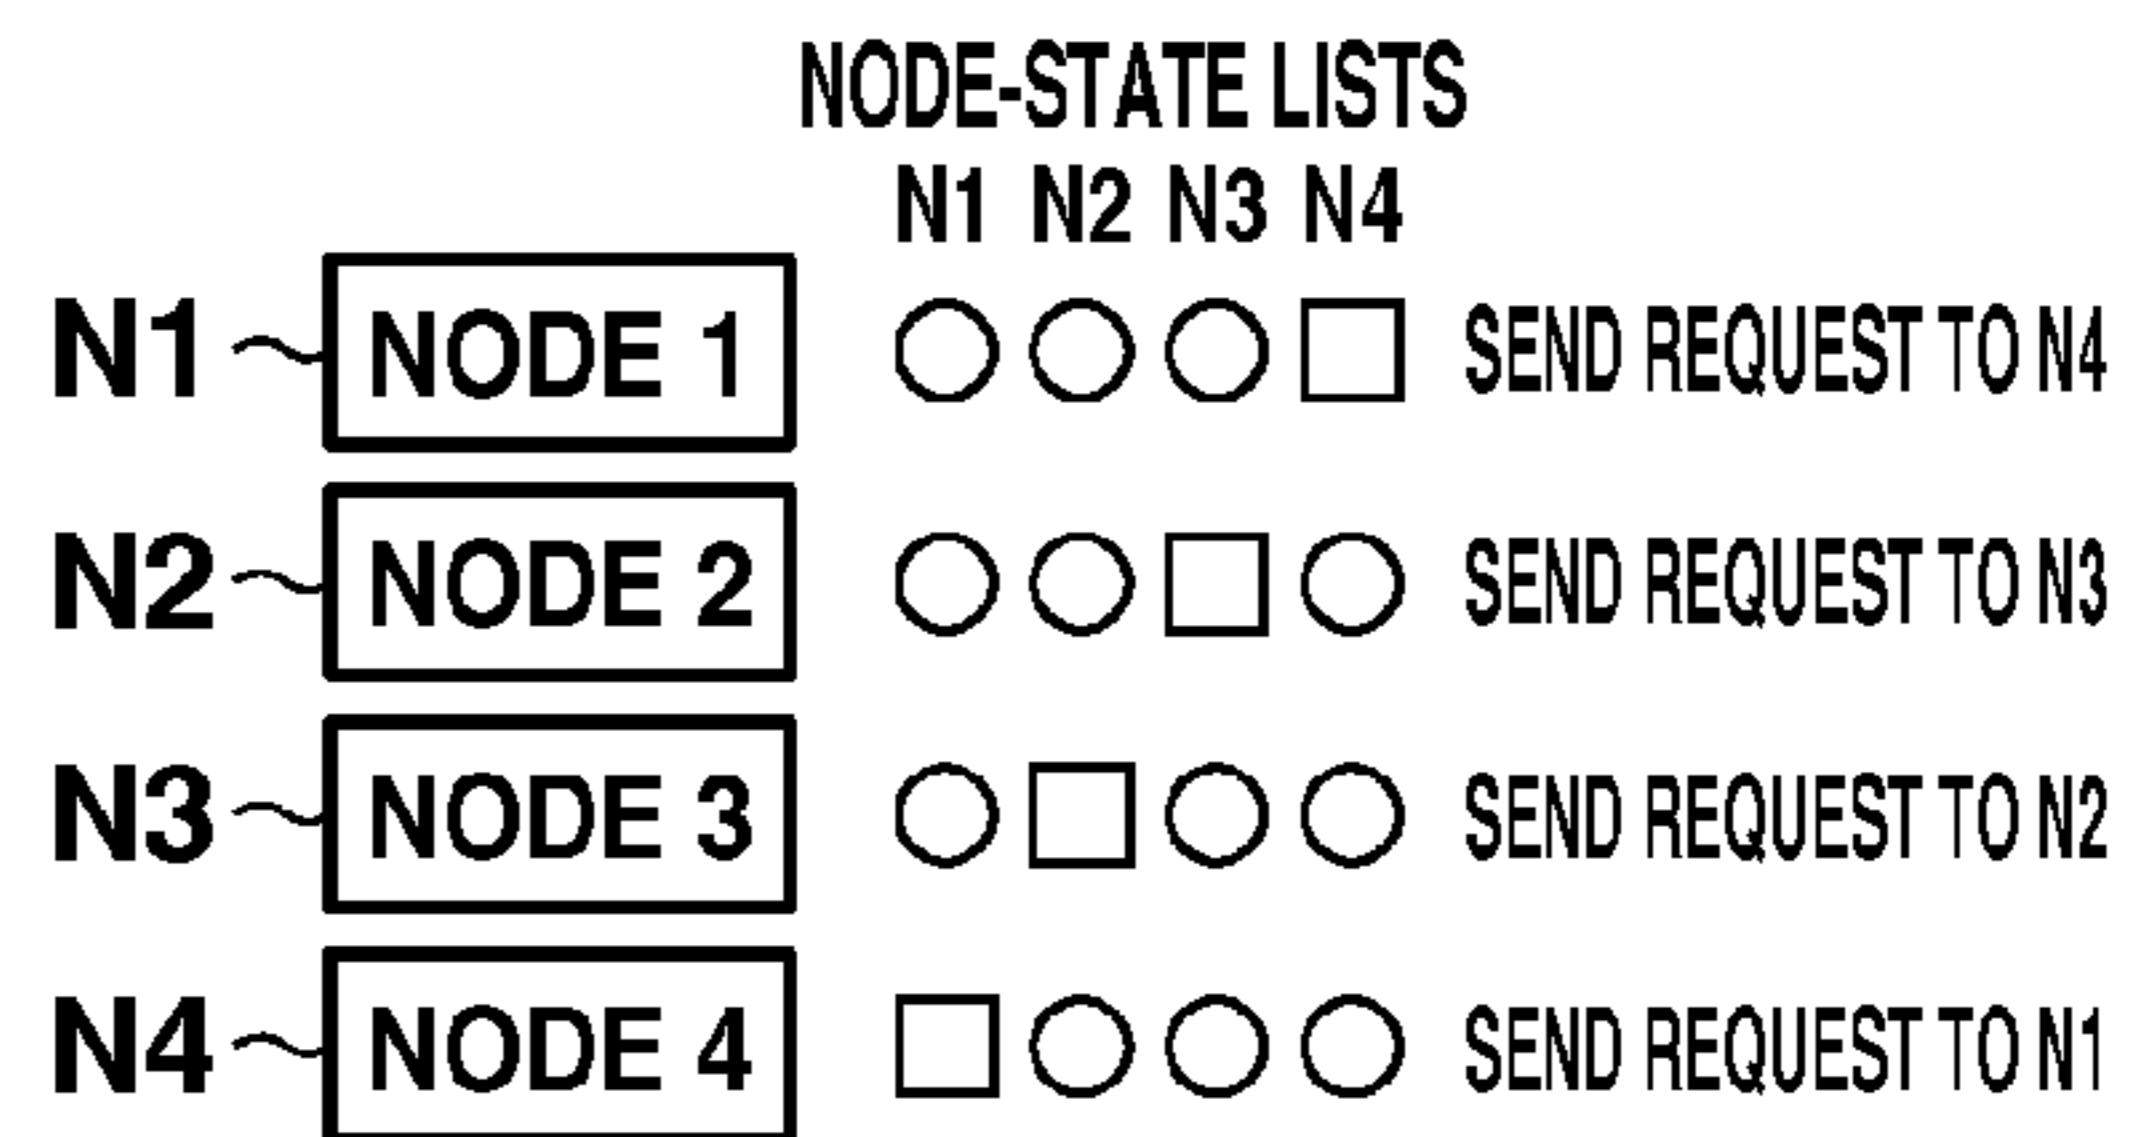 NODE-STATE LISTS
N1 N2 N3 N4
N1 NODE 1 SEND REQUEST TO N4
N2 NODE 2 SEND REQUEST TO N3
N3 NODE 3 SEND REQUEST TO N2
N4 NODE 4 SEND REQUEST TO N1